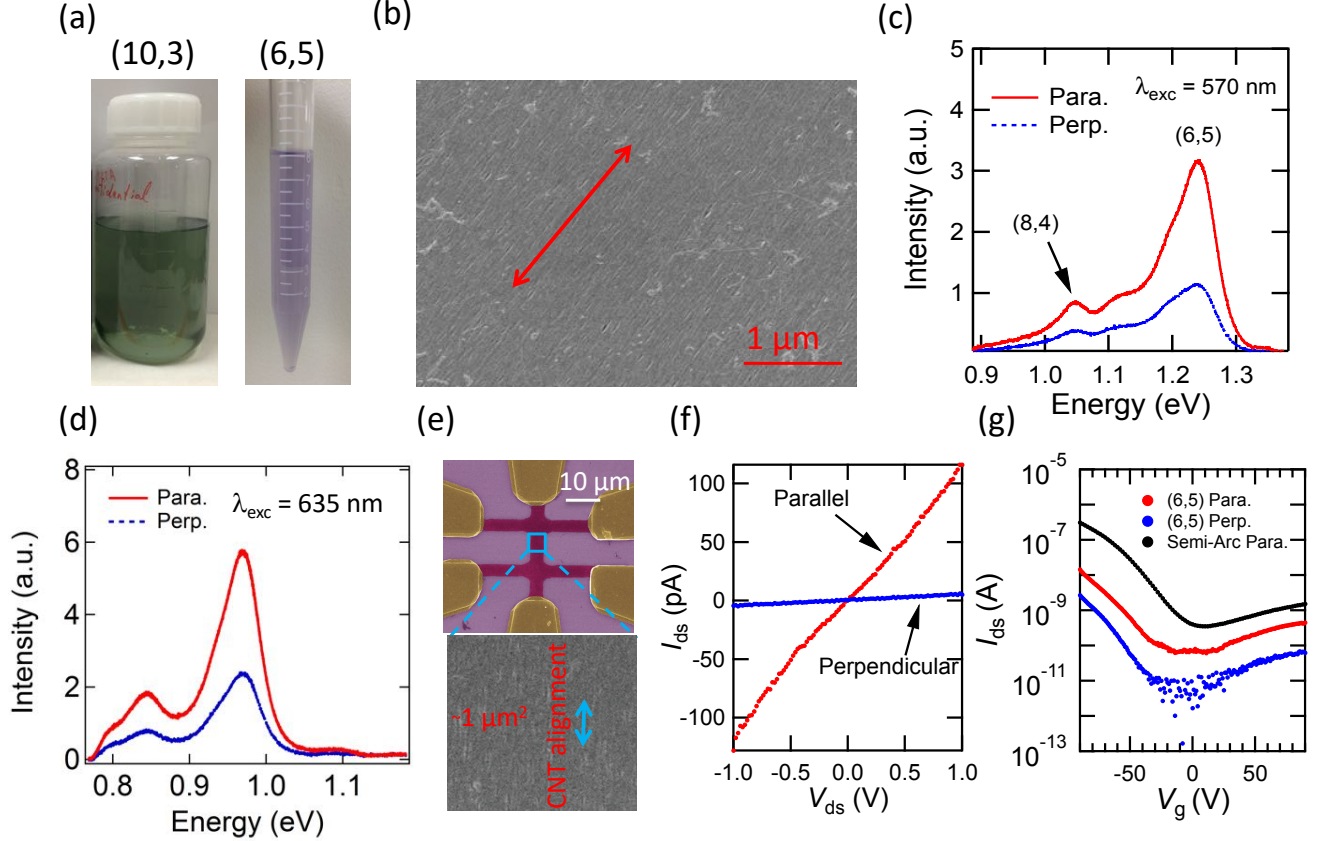 (a)
(10,3)
(6,5)
(b)
1 μm
(c)
5
4
3
2
1
Intensity (a.u.)
Para.
Perp.
λexc = 570 nm
(6,5)
(8,4)
0.9
1.0
1.1
1.2
1.3
Energy (eV)
(d)
8
6
4
2
0
Intensity (a.u.)
Para.
Perp.
λexc = 635 nm
0.8
0.9
1.0
1.1
Energy (eV)
(e)
10 μm
~1 μm²
CNT alignment
(f)
100
50
0
-50
-100
Ids (pA)
Parallel
Perpendicular
-1.0
-0.5
0.0
0.5
1.0
Vds (V)
(g)
10⁻⁵
10⁻⁷
10⁻⁹
10⁻¹¹
10⁻¹³
Ids (A)
(6,5) Para.
(6,5) Perp.
Semi-Arc Para.
-50
0
50
Vg (V)